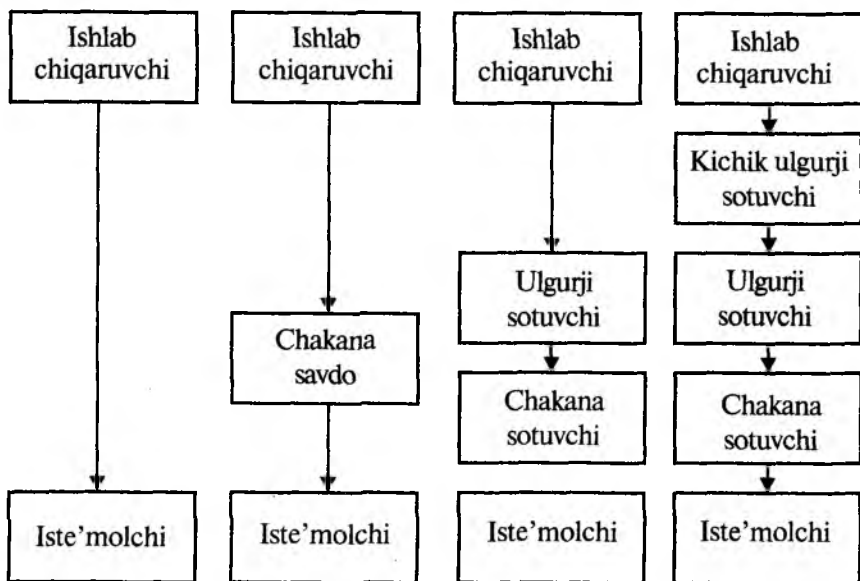 Ishlab
chiqaruvchi
Iste’molchi
Ishlab
chiqaruvchi
Chakana
savdo
Iste’molchi
Ishlab
chiqaruvchi
Ulgurji
sotuvchi
Chakana
sotuvchi
Iste’molchi
Ishlab
chiqaruvchi
Kichik ulgurji
sotuvchi
Ulgurji
sotuvchi
Chakana
sotuvchi
Iste’molchi